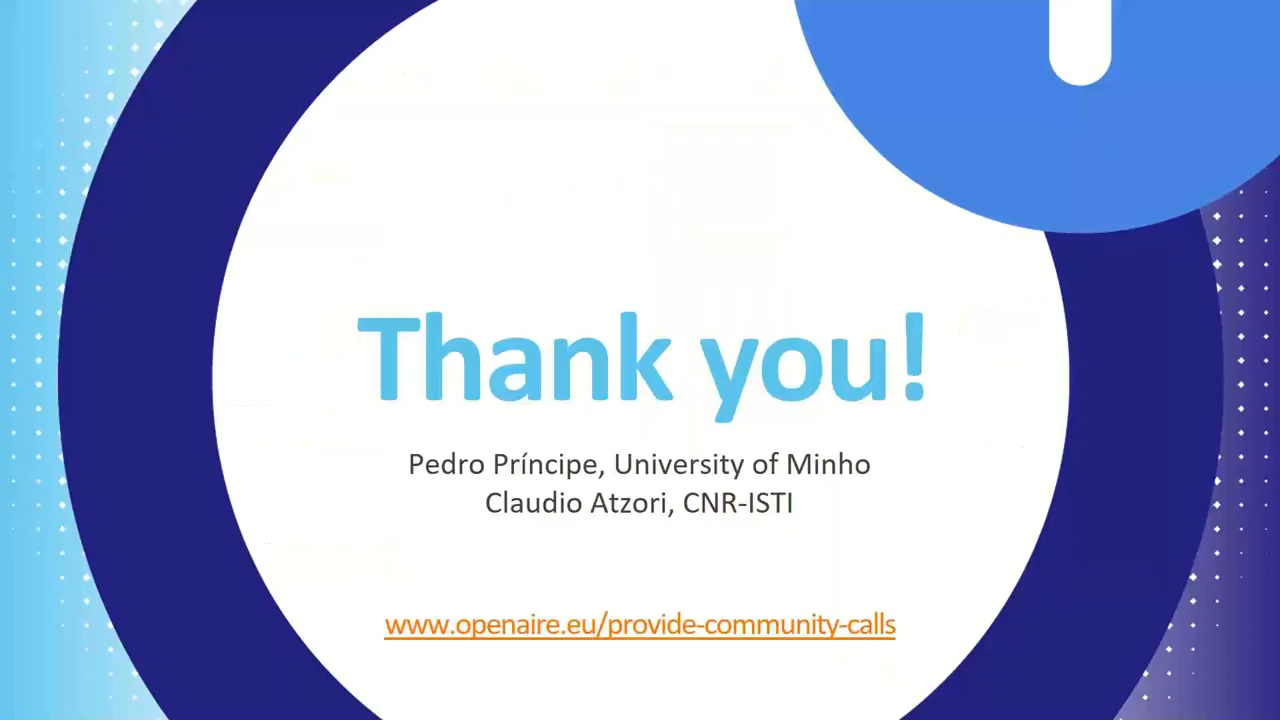 Thank you!
Pedro Príncipe, University of Minho
Claudio Atzori, CNR-ISTI
www.openaire.eu/provide-community-calls